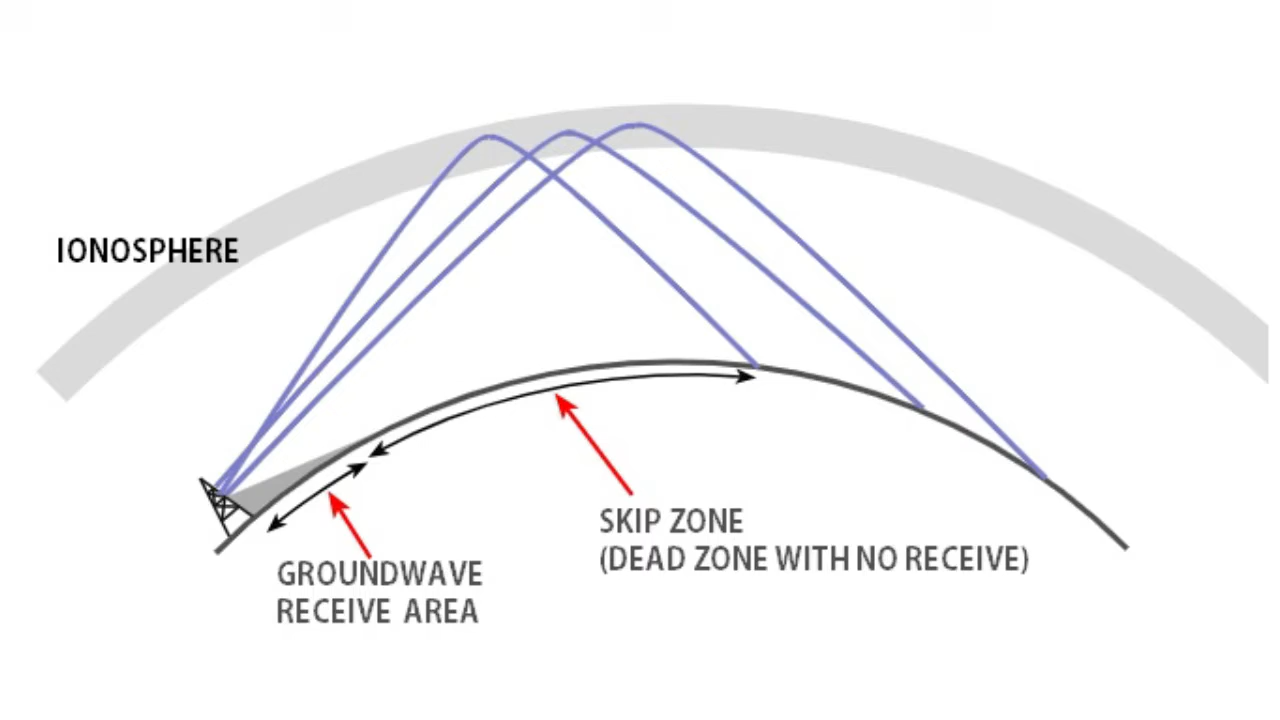 IONOSPHERE
SKIP ZONE
(DEAD ZONE WITH NO RECEIVE)
GROUNDWAVE
RECEIVE AREA